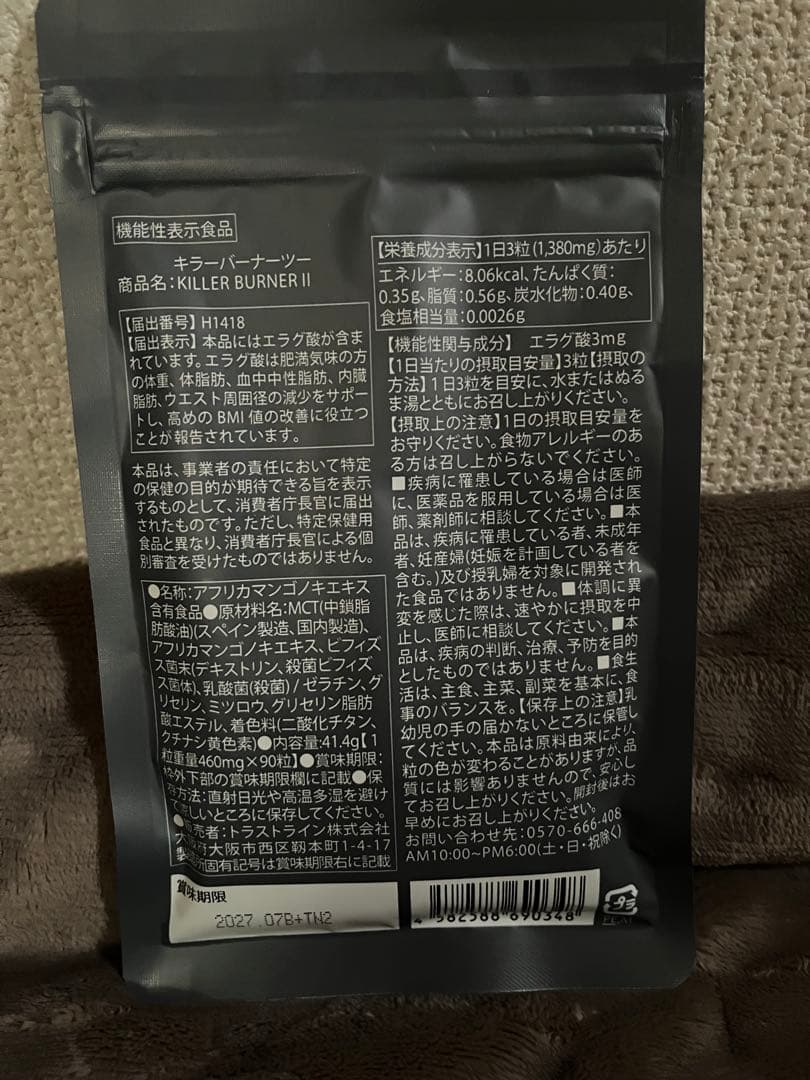 機能性表示食品
キラーバーナーツー
商品名：KILLER BURNER II
【届出番号】H1418
【届出表示】本品にはエラグ酸が含ま
れています。エラグ酸は肥満気味の方
の体重、体脂肪、血中中性脂肪、内臓
脂肪、ウエスト周囲径の減少をサポー
トし、高めのBMI値の改善に役立つ
ことが報告されています。
本品は、事業者の責任において特定
の保健の目的が期待できる旨を表示
するものとして、消費者庁長官に届出
されたものです。ただし、特定保健用
食品と異なり、消費者庁長官による個
別審査を受けたものではありません。
●名称：アフリカマンゴノキエキス
含有食品●原材料名：MCT(中鎖脂
肪酸油)(スペイン製造、国内製造)、
アフリカマンゴノキエキス、ビフィズ
ス菌末(デキストリン、殺菌ビフィズ
ス菌体)、乳酸菌(殺菌) / ゼラチン、グ
リセリン、ミツロウ、グリセリン脂肪
酸エステル、着色料(二酸化チタン、
クチナシ黄色素)●内容量:41.4g【1
粒重量460mg×90粒】●賞味期限：
枠外下部の賞味期限欄に記載●保
存方法：直射日光や高温多湿を避け
て涼しいところに保存してください。
●販売者：トラストライン株式会社
大阪府大阪市西区靱本町1-4-17
製造所固有記号は賞味期限右に記載
【栄養成分表示】1日3粒(1,380mg)あたり
エネルギー：8.06kcal、たんぱく質：
0.35g、脂質：0.56g、炭水化物：0.40g、
食塩相当量：0.0026g
【機能性関与成分】 エラグ酸3mg
【1日当たりの摂取目安量】3粒【摂取の
方法】1日3粒を目安に、水またはぬる
ま湯とともにお召し上がりください。
【摂取上の注意】1日の摂取目安量を
お守りください。食物アレルギーのあ
る方は召し上がらないでください。
■疾病に罹患している場合は医師
に、医薬品を服用している場合は医
師、薬剤師に相談してください。■本
品は、疾病に罹患している者、未成年
者、妊産婦(妊娠を計画している者を
含む。)及び授乳婦を対象に開発され
た食品ではありません。■体調に異
変を感じた際は、速やかに摂取を中
止し、医師に相談してください。■本
品は、疾病の判断、治療、予防を目的
としたものではありません。■食生
活は、主食、主菜、副菜を基本に、食
事のバランスを。【保存上の注意】乳
幼児の手の届かないところに保管し
てください。本品は原料由来により、
粒の色が変わることがありますが、品
質には影響ありませんので、安心し
てお召し上がりください。開封後はお
早めにお召し上がりください。
お問い合わせ先：0570-666-408
AM10:00～PM6:00(土・日・祝除く)
賞味期限
2027.07B+TN2
4 582588 690348
プラ